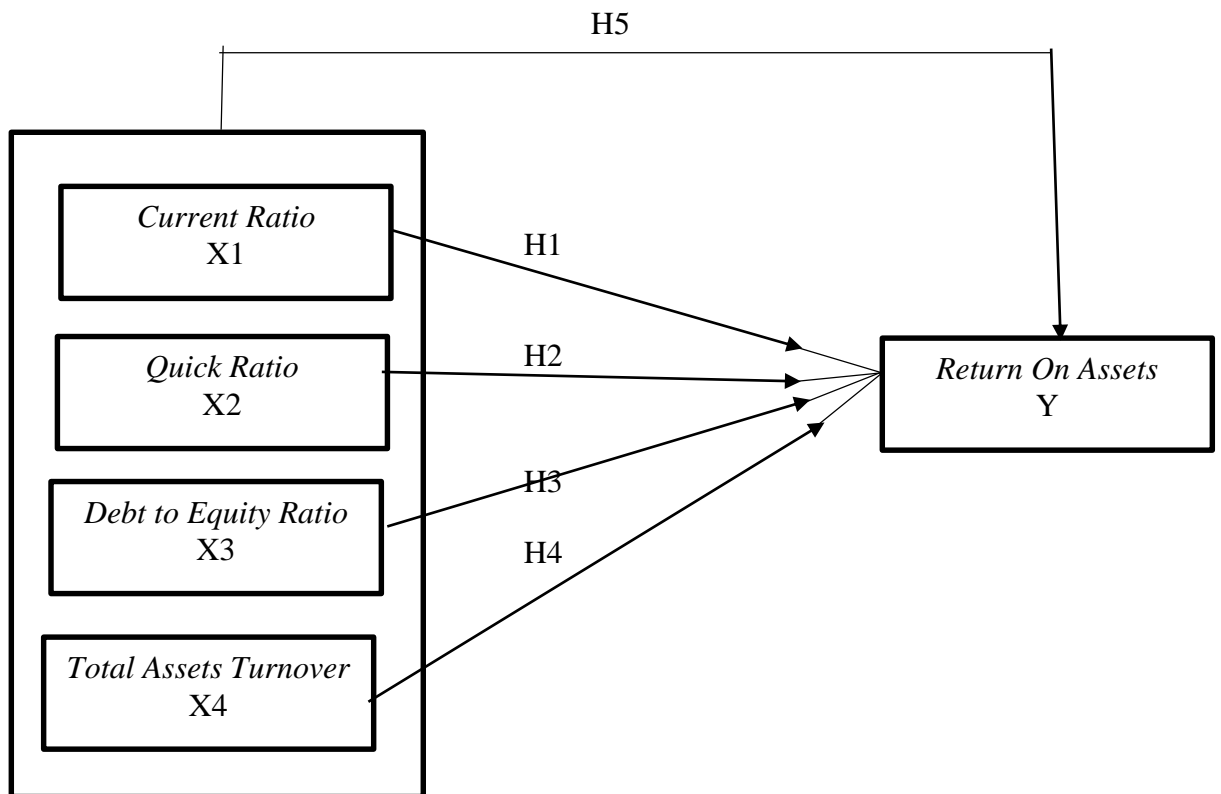 H5
Current Ratio
X1
H1
Quick Ratio
X2
H2
Return On Assets
Y
Debt to Equity Ratio
X3
H3
H4
Total Assets Turnover
X4